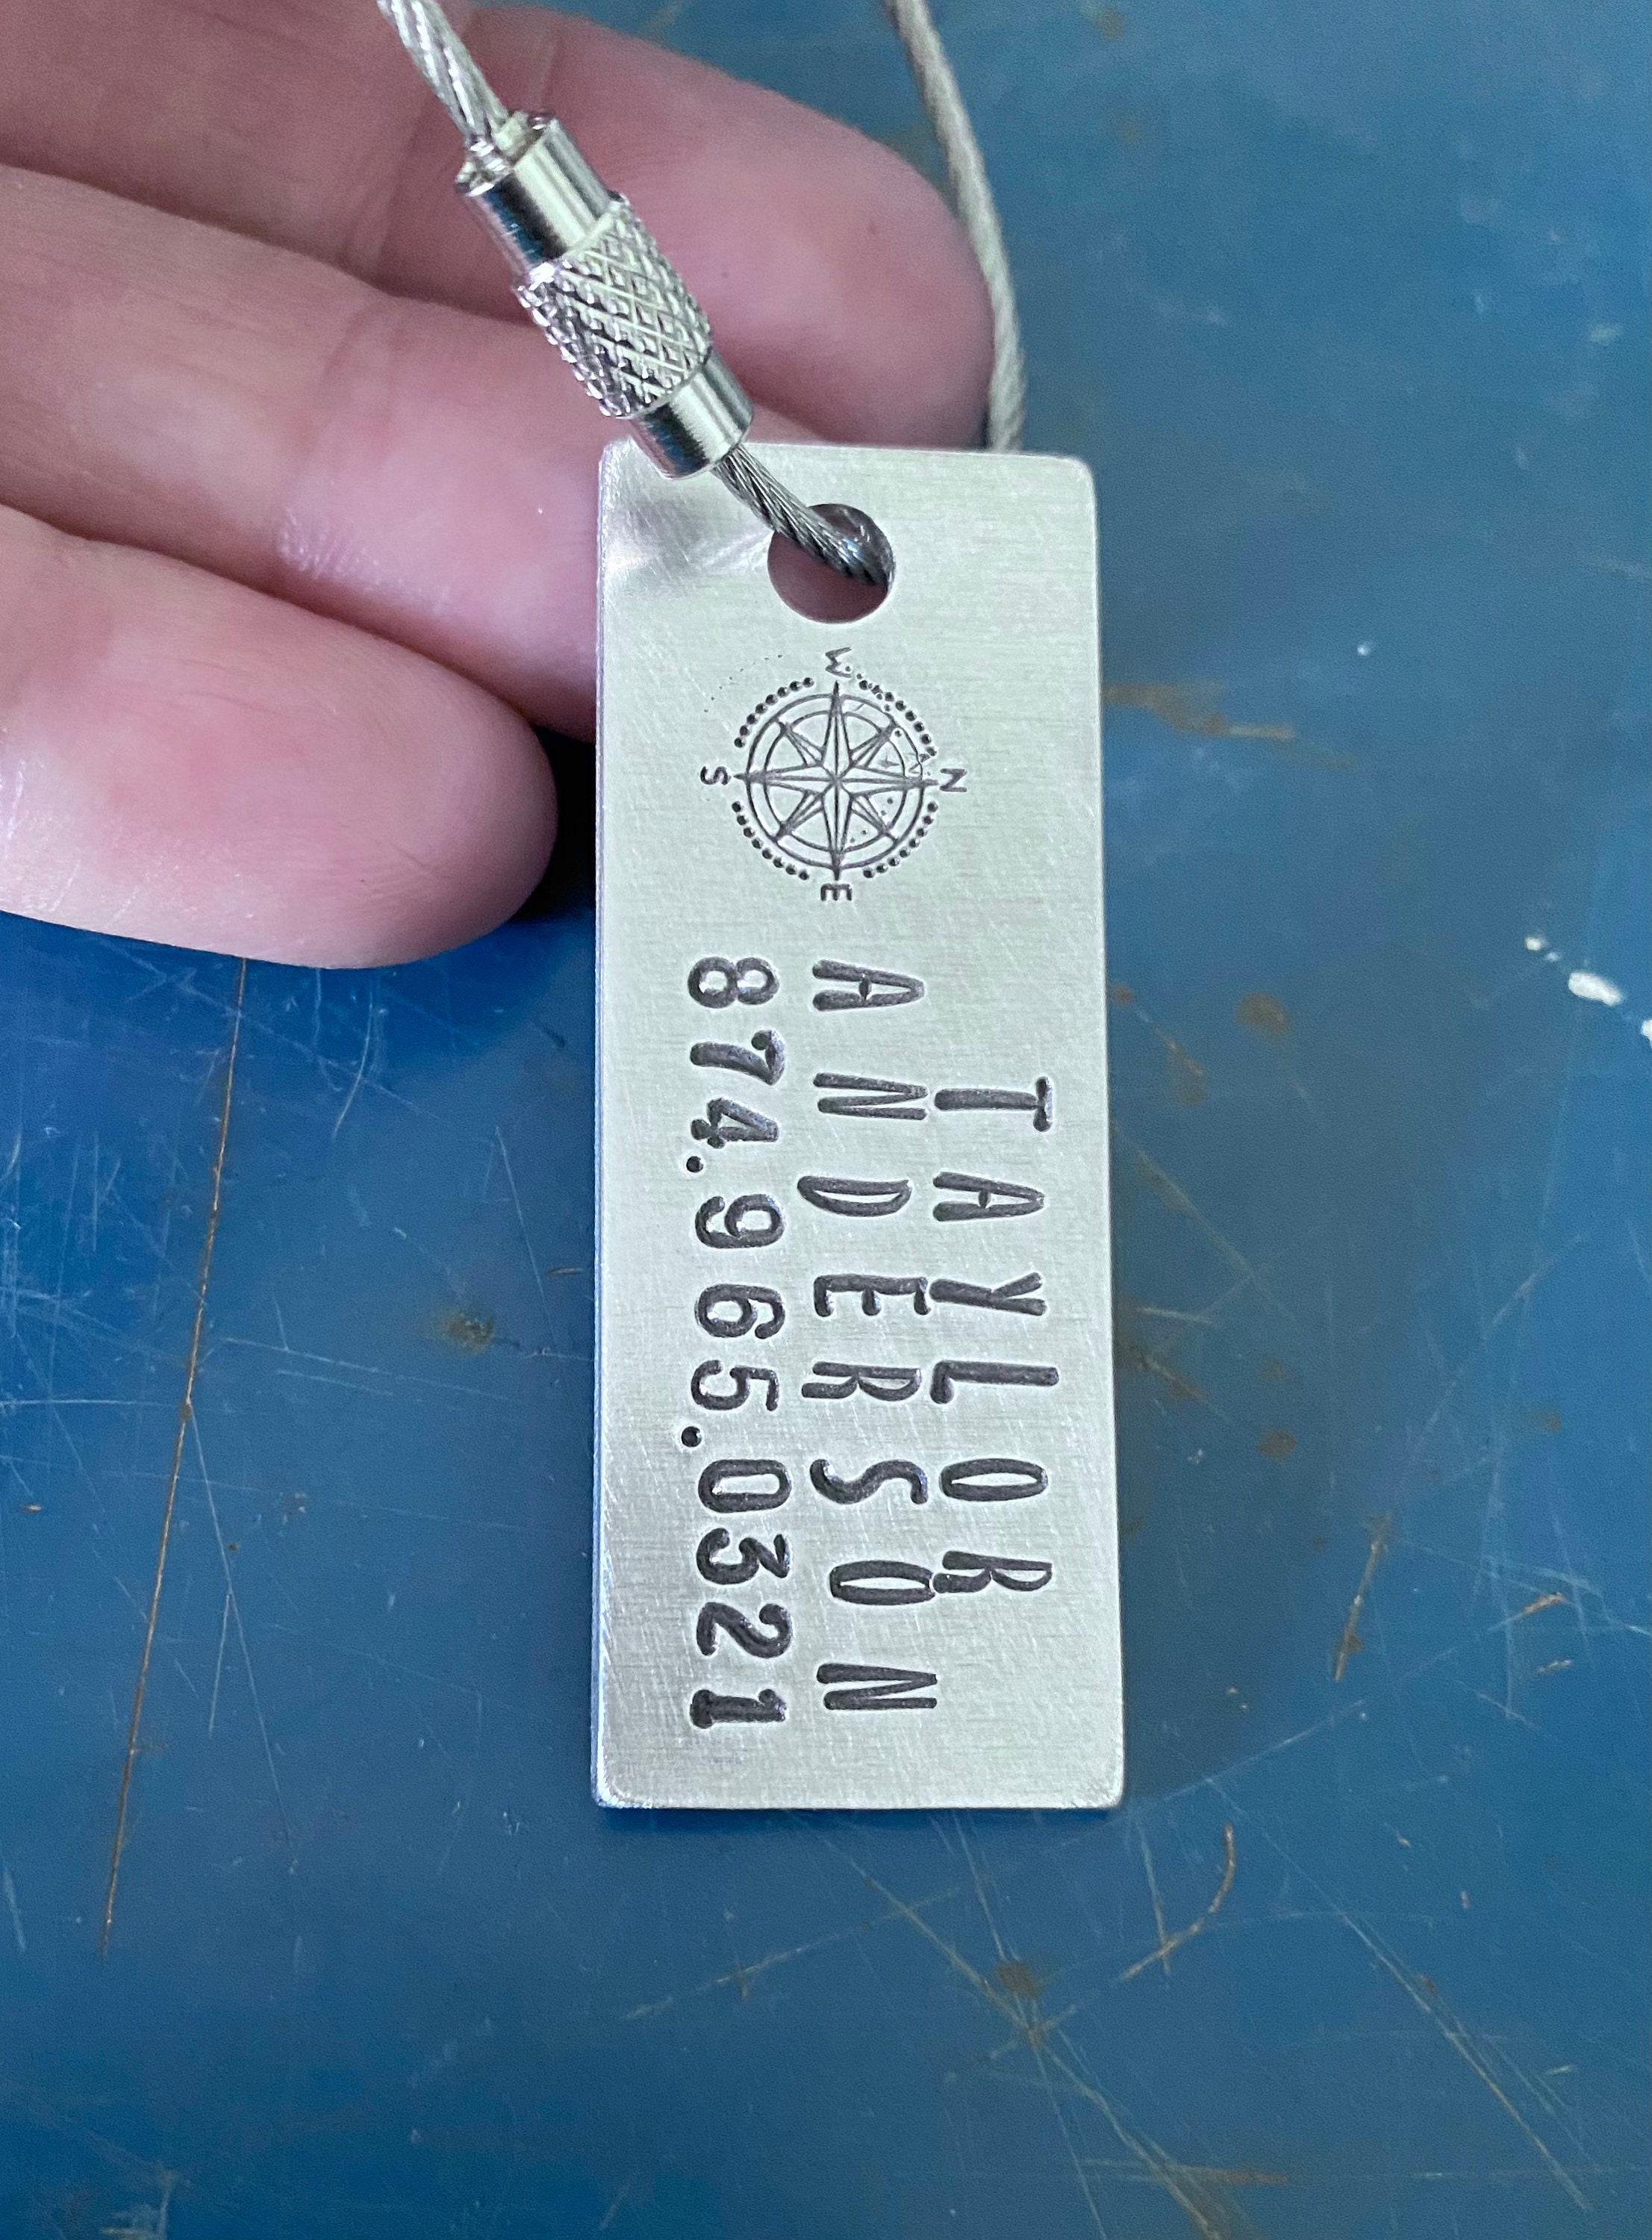 N
W E
S
TAYLOR
ANDERSON
874.965.0321